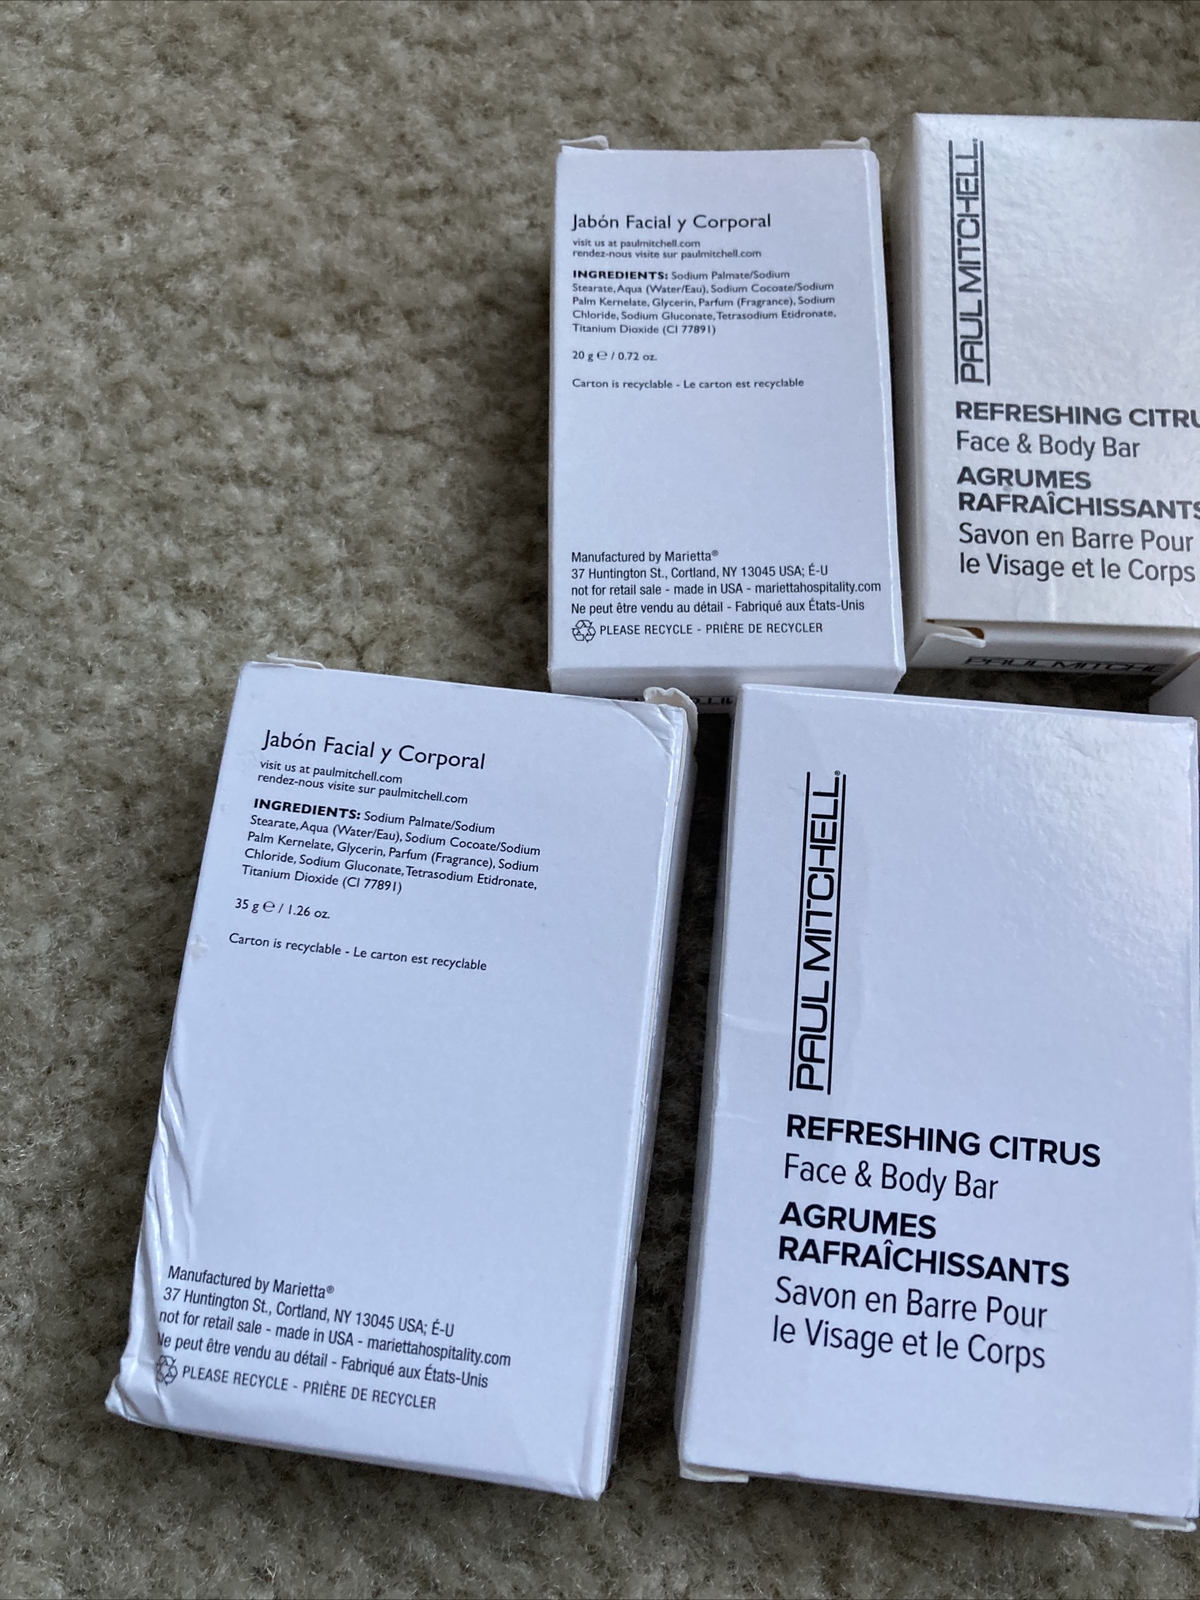 Jabón Facial y Corporal
visit us at paulmitchell.com
rendez-nous visite sur paulmitchell.com
INGREDIENTS: Sodium Palmate/Sodium
Stearate, Aqua (Water/Eau), Sodium Cocoate/Sodium
Palm Kernelate, Glycerin, Parfum (Fragrance), Sodium
Chloride, Sodium Gluconate, Tetrasodium Etidronate,
Titanium Dioxide (CI 77891)
20 g ℮ / 0.72 oz.
Carton is recyclable - Le carton est recyclable
Manufactured by Marietta®
37 Huntington St., Cortland, NY 13045 USA; É-U
not for retail sale - made in USA - mariettahospitality.com
Ne peut être vendu au détail - Fabriqué aux États-Unis
PLEASE RECYCLE - PRIÈRE DE RECYCLER
PAUL MITCHELL
REFRESHING CITRU
Face & Body Bar
AGRUMES
RAFRAÎCHISSANTS
Savon en Barre Pour
le Visage et le Corps
PAUL MITCHE
Jabón Facial y Corporal
visit us at paulmitchell.com
rendez-nous visite sur paulmitchell.com
INGREDIENTS: Sodium Palmate/Sodium
Stearate, Aqua (Water/Eau), Sodium Cocoate/Sodium
Palm Kernelate, Glycerin, Parfum (Fragrance), Sodium
Chloride, Sodium Gluconate, Tetrasodium Etidronate,
Titanium Dioxide (CI 77891)
35 g ℮ / 1.26 oz.
Carton is recyclable - Le carton est recyclable
Manufactured by Marietta®
37 Huntington St., Cortland, NY 13045 USA; É-U
not for retail sale - made in USA - mariettahospitality.com
Ne peut être vendu au détail - Fabriqué aux États-Unis
PLEASE RECYCLE - PRIÈRE DE RECYCLER
PAUL MITCHELL®
REFRESHING CITRUS
Face & Body Bar
AGRUMES
RAFRAÎCHISSANTS
Savon en Barre Pour
le Visage et le Corps